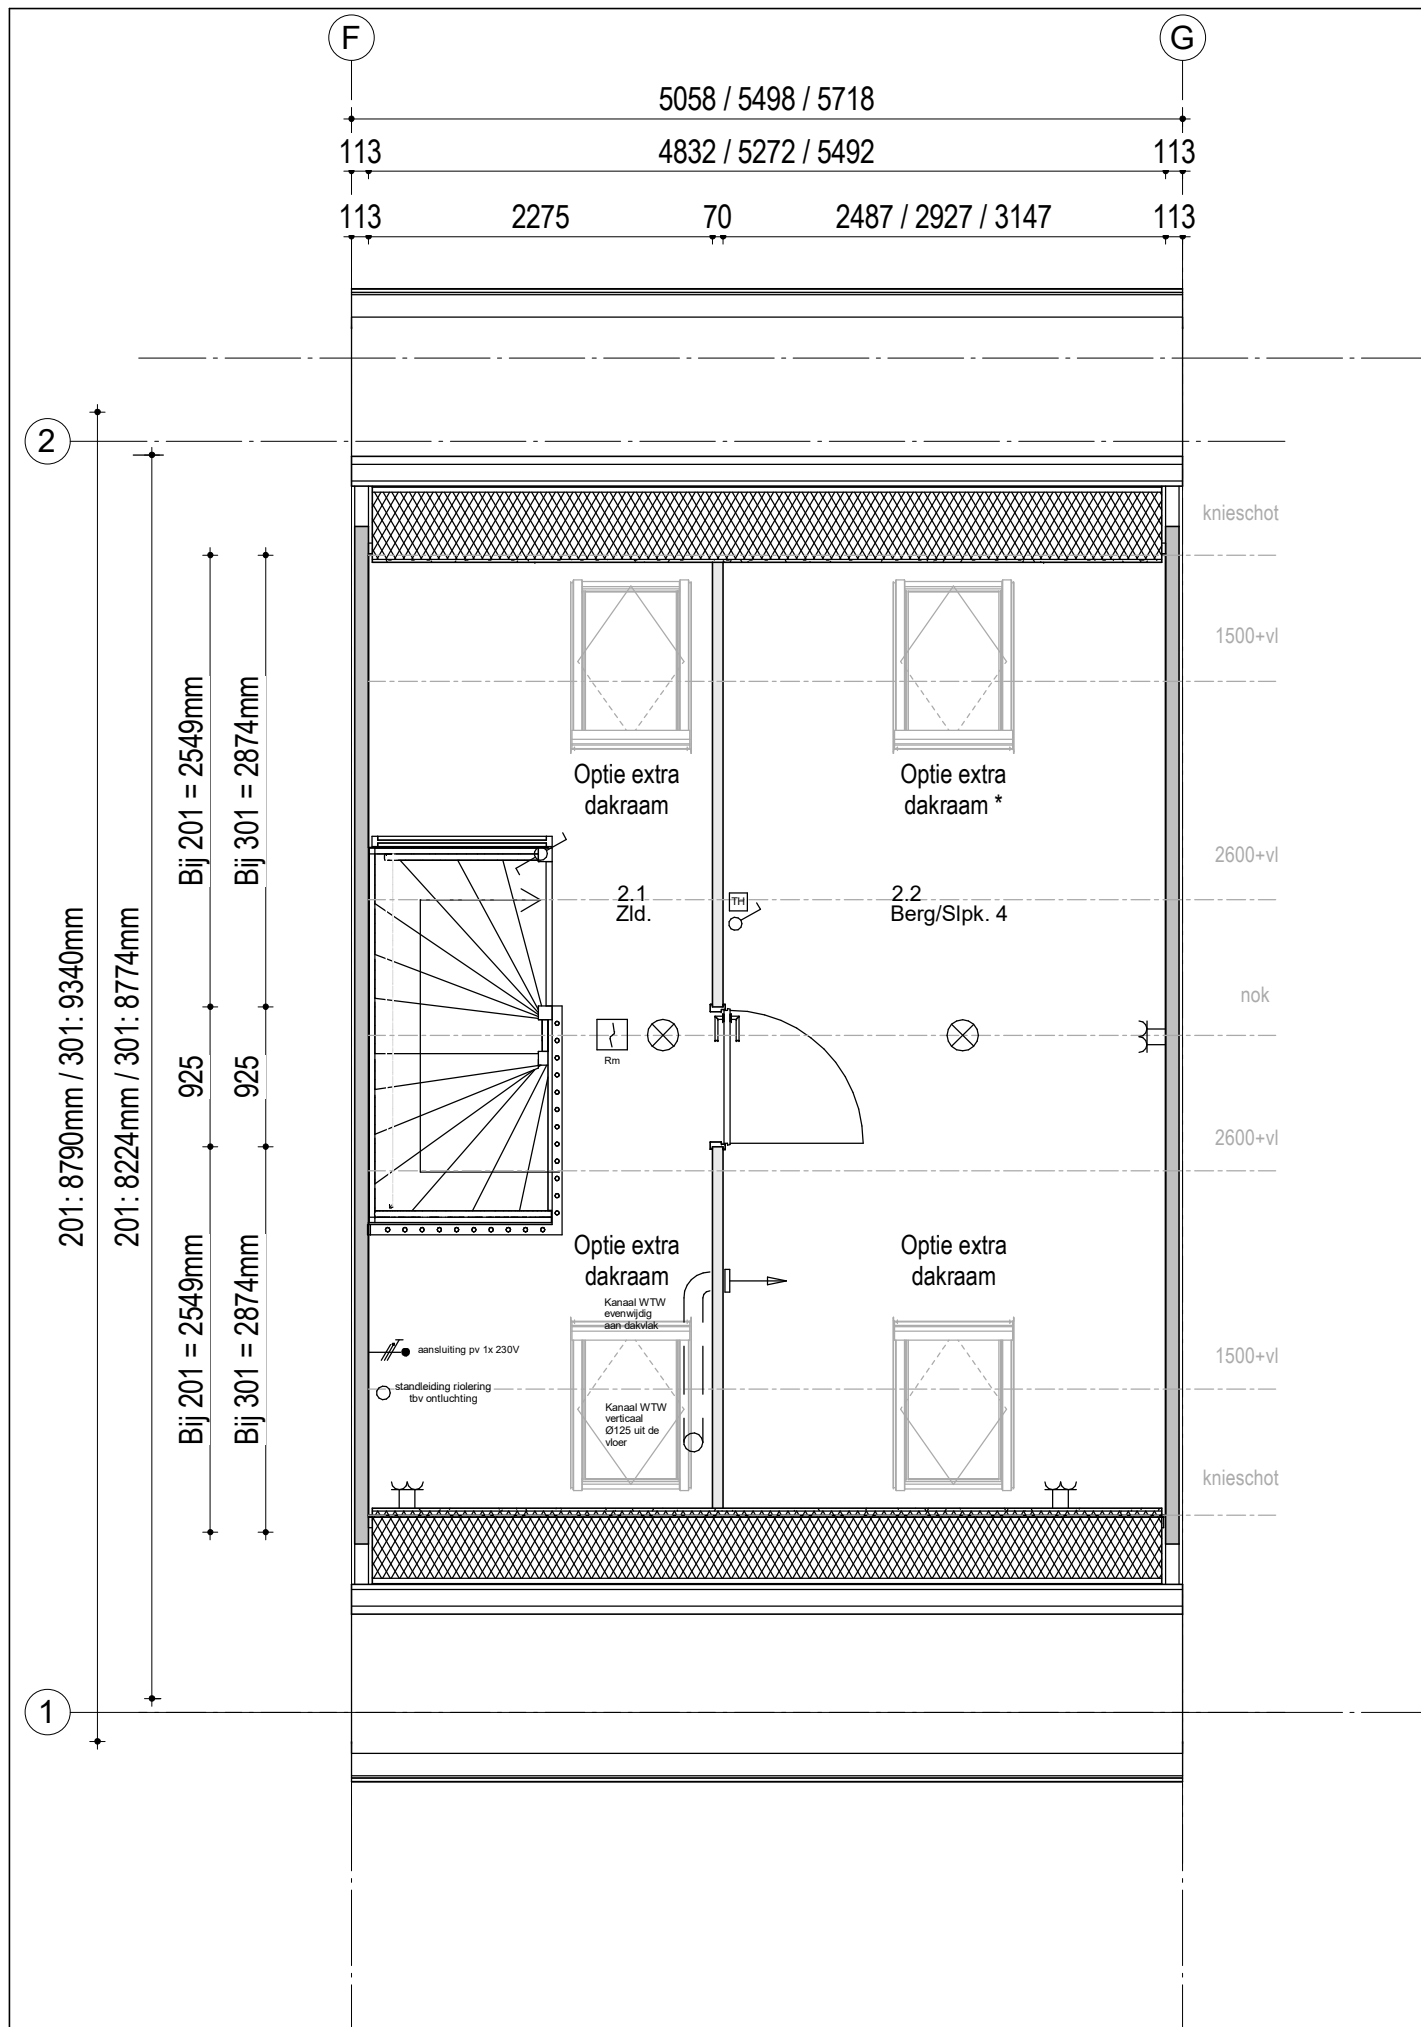 F
G
5058 / 5498 / 5718
113
4832 / 5272 / 5492
113
113
2275
70
2487 / 2927 / 3147
113
2
knieschot
1500+vl
Optie extra
dakraam
Optie extra
dakraam *
Bij 201 = 2549mm
Bij 301 = 2874mm
2600+vl
2.1
Zld.
TH
2.2
Berg/Slpk. 4
201: 8790mm / 301: 9340mm
201: 8224mm / 301: 8774mm
nok
Rm
925
925
2600+vl
Bij 201 = 2549mm
Bij 301 = 2874mm
Optie extra
dakraam
Optie extra
dakraam
Kanaal WTW
evenwijdig
aan dakvlak
aansluiting pv 1x 230V
1500+vl
standleiding riolering
tbv ontluchting
Kanaal WTW
verticaal
Ø125 uit de
vloer
knieschot
1